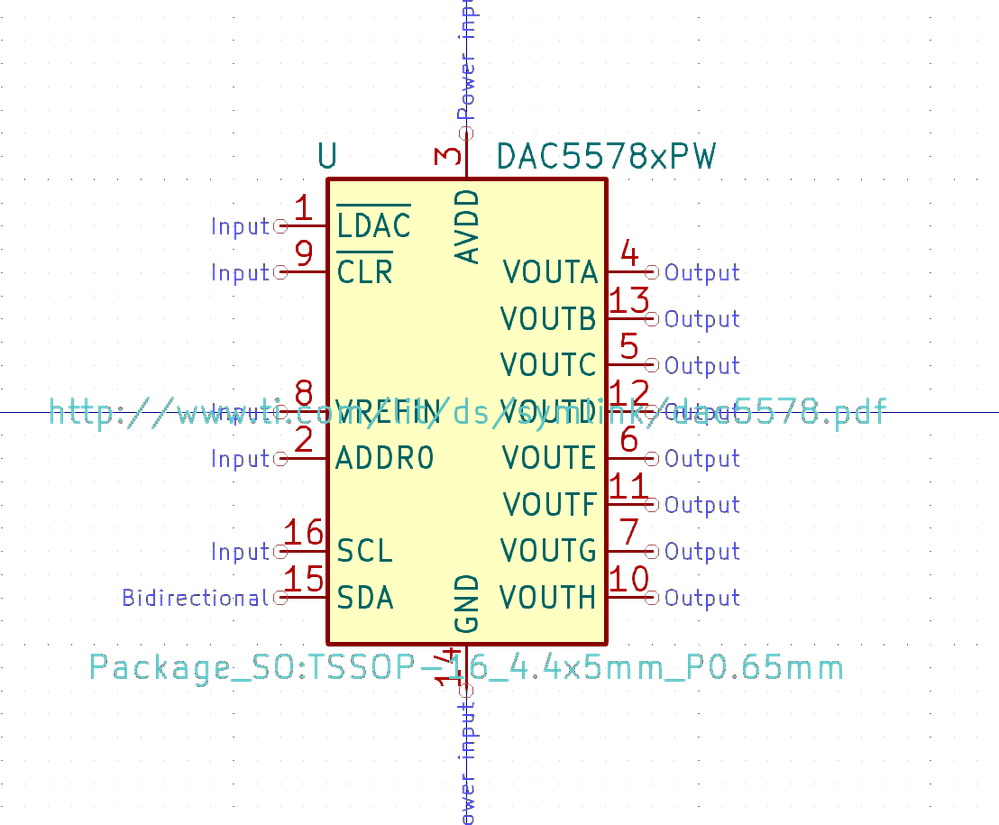 Power inpu
U
3
DAC5578xPW
AVDD
Input 1 LDAC
Input 9 CLR
VOUTA 4 Output
VOUTB 13 Output
VOUTC 5 Output
Input 8 VREFIN
VOUTD 12 Output
http://www.ti.com/lit/ds/symlink/dac5578.pdf
Input 2 ADDR0
VOUTE 6 Output
VOUTF 11 Output
Input 16 SCL
VOUTG 7 Output
Bidirectional 15 SDA
VOUTH 10 Output
GND
14
Package_SO:TSSOP-16_4.4x5mm_P0.65mm
ower input